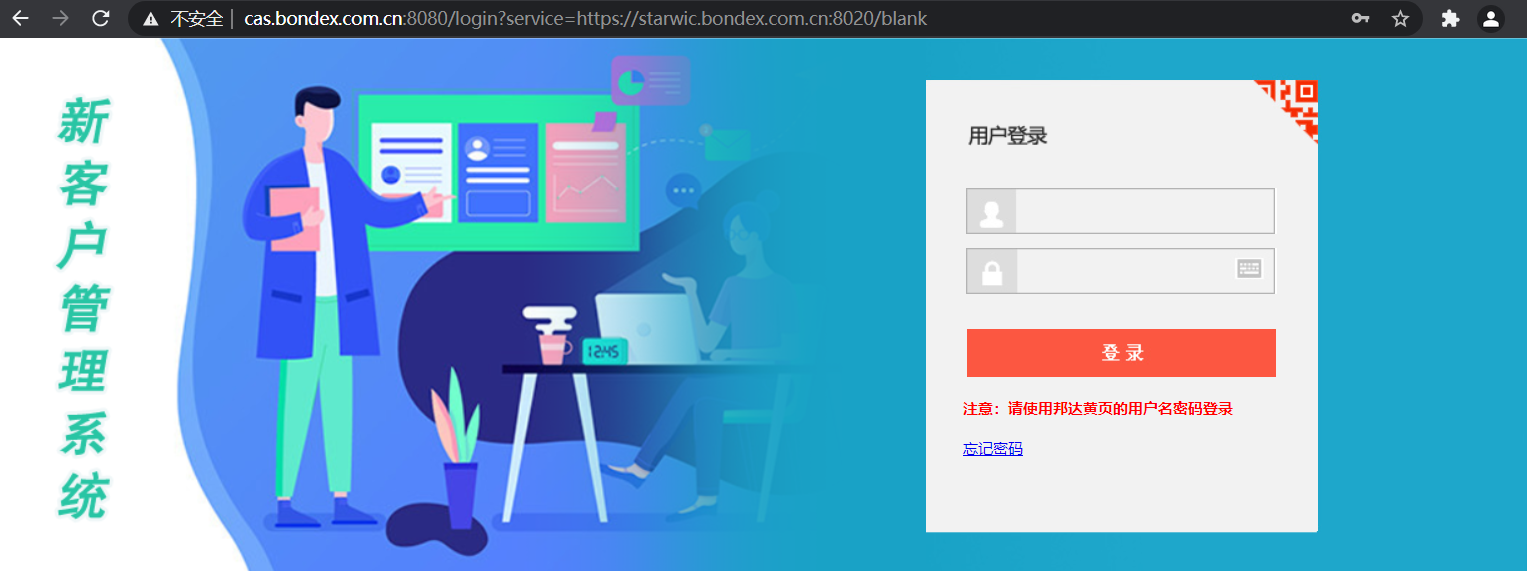 不安全 cas.bondex.com.cn:8080/login?service=https://starwic.bondex.com.cn:8020/blank
新客户管理系统
12:45
用户登录
登 录
注意：请使用邦达黄页的用户名密码登录
忘记密码